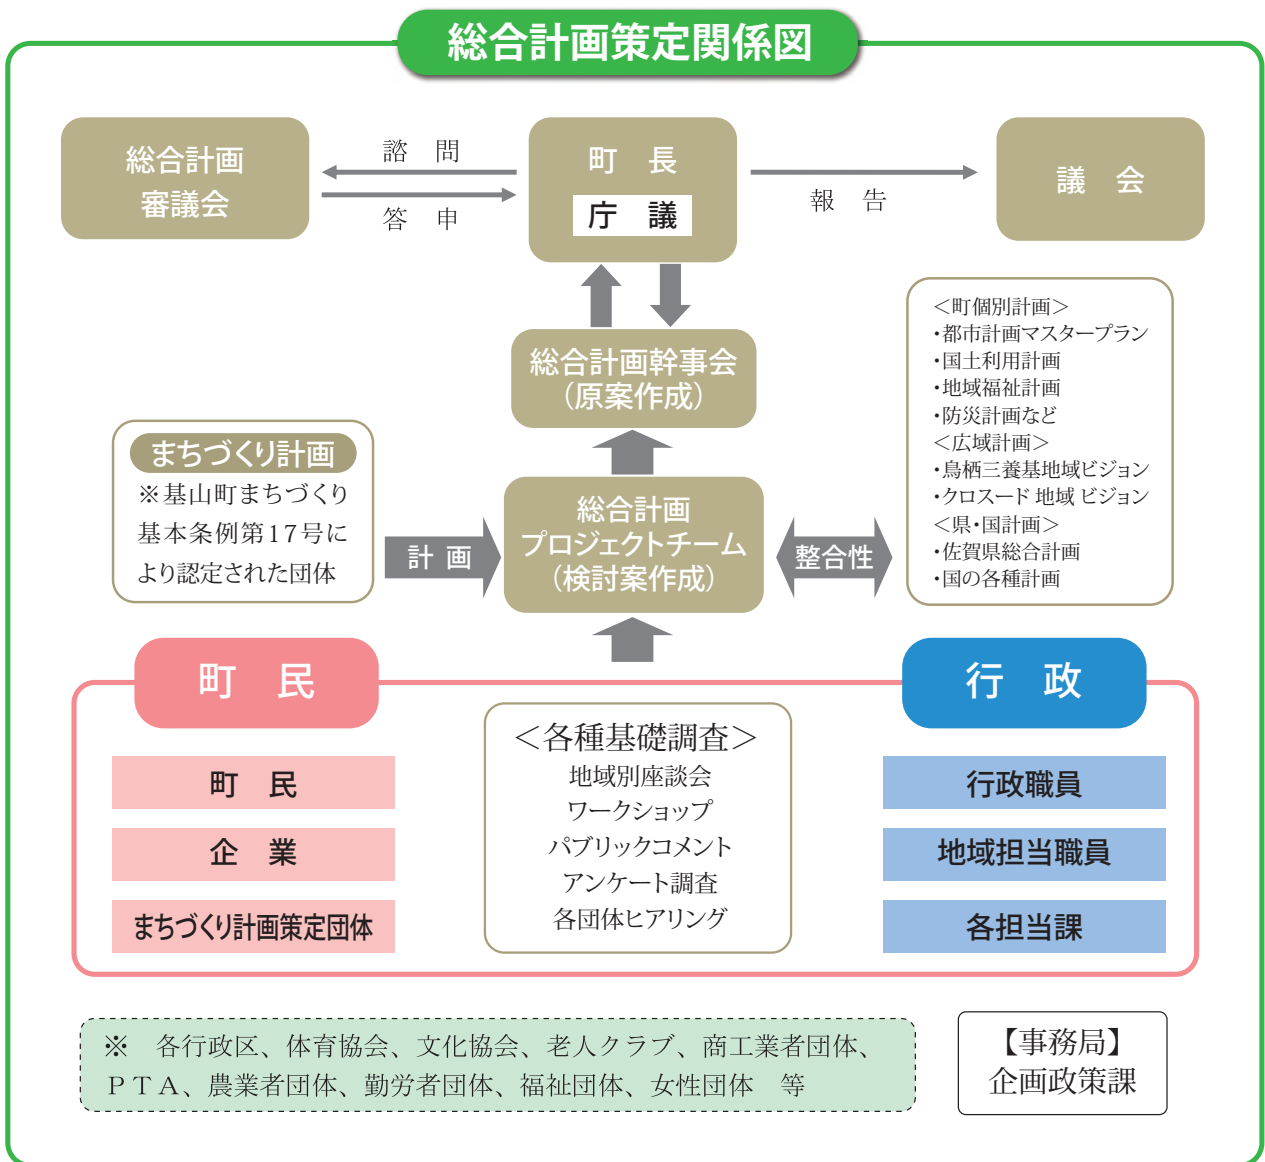 総合計画策定関係図
総合計画
審議会
諮　問
答　申
町　長
庁　議
報　告
議　会
総合計画幹事会
（原案作成）
＜町個別計画＞
・都市計画マスタープラン
・国土利用計画
・地域福祉計画
・防災計画など
＜広域計画＞
・鳥栖三養基地域ビジョン
・クロスロード 地域 ビジョン
＜県・国計画＞
・佐賀県総合計画
・国の各種計画
まちづくり計画
※基山町まちづくり
基本条例第17号に
より認定された団体
計 画
総合計画
プロジェクトチーム
（検討案作成）
整合性
町　民
行　政
町　民
企　業
まちづくり計画策定団体
＜各種基礎調査＞
地域別座談会
ワークショップ
パブリックコメント
アンケート調査
各団体ヒアリング
行政職員
地域担当職員
各担当課
※　各行政区、体育協会、文化協会、老人クラブ、商工業者団体、
ＰＴＡ、農業者団体、勤労者団体、福祉団体、女性団体　等
【事務局】
企画政策課